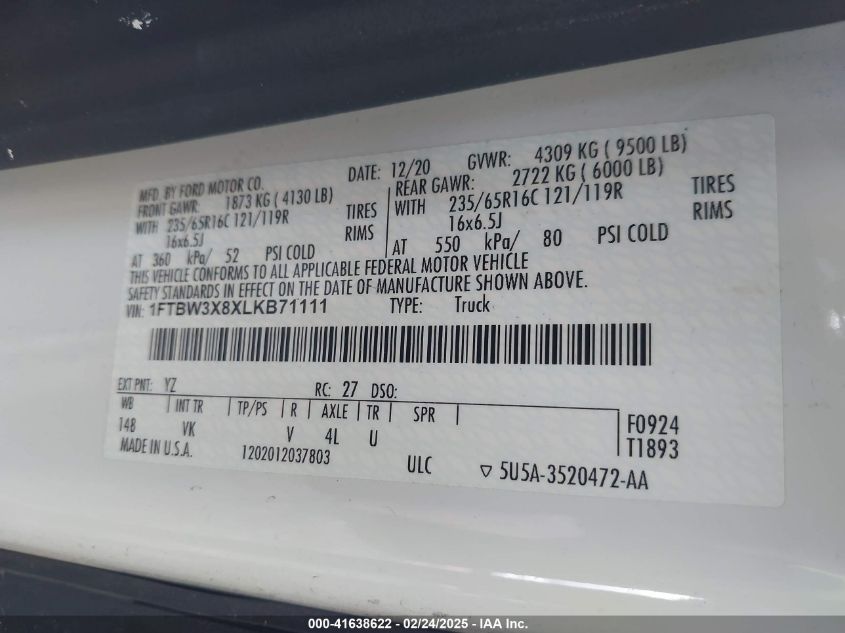 MFD. BY FORD MOTOR CO. DATE: 12/20 GVWR: 4309 KG ( 9500 LB)
FRONT GAWR: 1873 KG ( 4130 LB) REAR GAWR: 2722 KG ( 6000 LB)
WITH 235/65R16C 121/119R TIRES WITH 235/65R16C 121/119R TIRES
16x6.5J RIMS 16x6.5J RIMS
AT 360 kPa/ 52 PSI COLD AT 550 kPa/ 80 PSI COLD
THIS VEHICLE CONFORMS TO ALL APPLICABLE FEDERAL MOTOR VEHICLE
SAFETY STANDARDS IN EFFECT ON THE DATE OF MANUFACTURE SHOWN ABOVE.
VIN: 1FTBW3X8XLKB71111 TYPE: Truck
EXT PNT: YZ RC: 27 DSO:
WB INT TR TP/PS R AXLE TR SPR
148 VK V 4L U
F0924
T1893
MADE IN U.S.A. 1202012037803 ULC ▽ 5U5A-3520472-AA
000-41638622 - 02/24/2025 - IAA Inc.